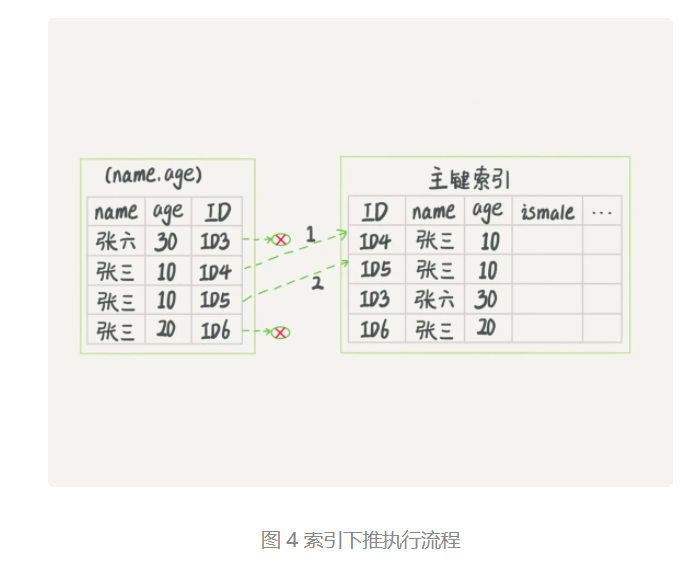 (name.age)
name age ID
张六 30 ID3
张三 10 ID4
张三 10 ID5
张三 20 ID6
1
2
主键索引
ID name age ismale ...
ID4 张三 10
ID5 张三 10
ID3 张六 30
ID6 张三 20
图 4 索引下推执行流程